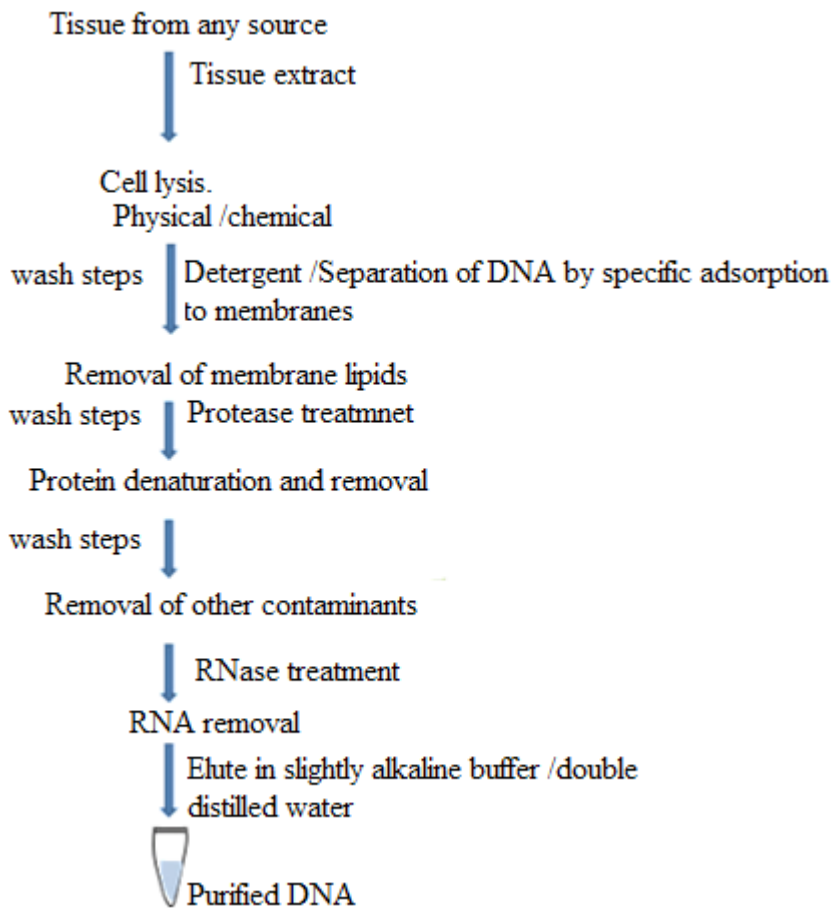 Tissue from any source
Tissue extract
Cell lysis.
Physical /chemical
wash steps
Detergent /Separation of DNA by specific adsorption
to membranes
Removal of membrane lipids
wash steps
Protease treatmnet
Protein denaturation and removal
wash steps
Removal of other contaminants
RNase treatment
RNA removal
Elute in slightly alkaline buffer /double
distilled water
Purified DNA